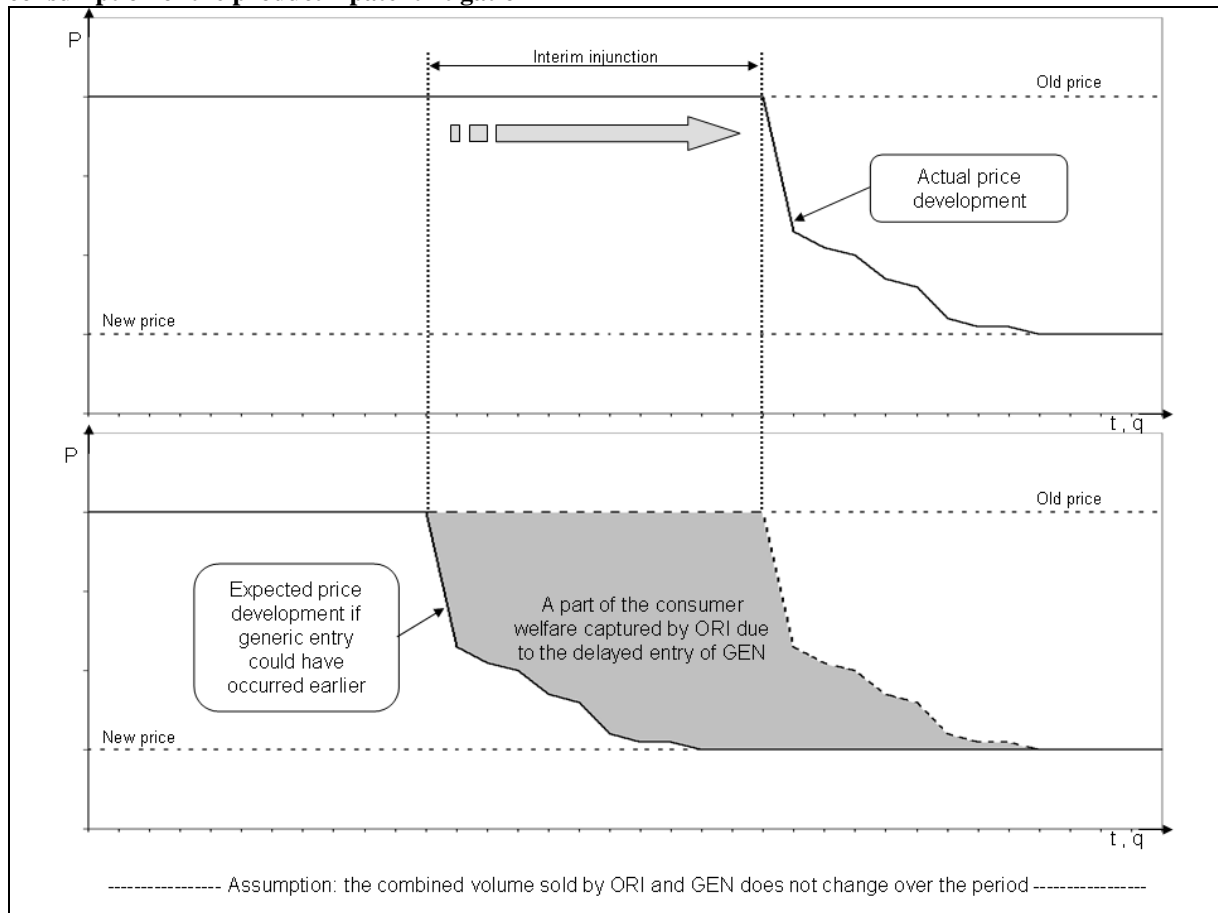 P
Interim injunction
Old price
Actual price
development
New price
t , q
P
Old price
Expected price
development if
generic entry
could have
occurred earlier
A part of the consumer
welfare captured by ORI due
to the delayed entry of GEN
New price
t , q
----------------- Assumption: the combined volume sold by ORI and GEN does not change over the period -----------------